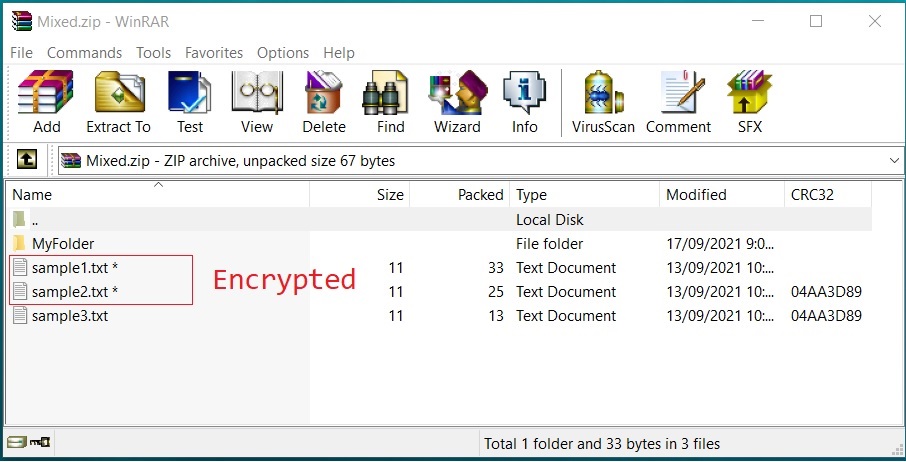 Mixed.zip - WinRAR
File Commands Tools Favorites Options Help
Add Extract To Test View Delete Find Wizard Info VirusScan Comment SFX
Mixed.zip - ZIP archive, unpacked size 67 bytes
Name Size Packed Type Modified CRC32
.. Local Disk
MyFolder File folder 17/09/2021 9:0...
sample1.txt * 11 33 Text Document 13/09/2021 10:...
Encrypted
sample2.txt * 11 25 Text Document 13/09/2021 10:... 04AA3D89
sample3.txt 11 13 Text Document 13/09/2021 10:... 04AA3D89
Total 1 folder and 33 bytes in 3 files